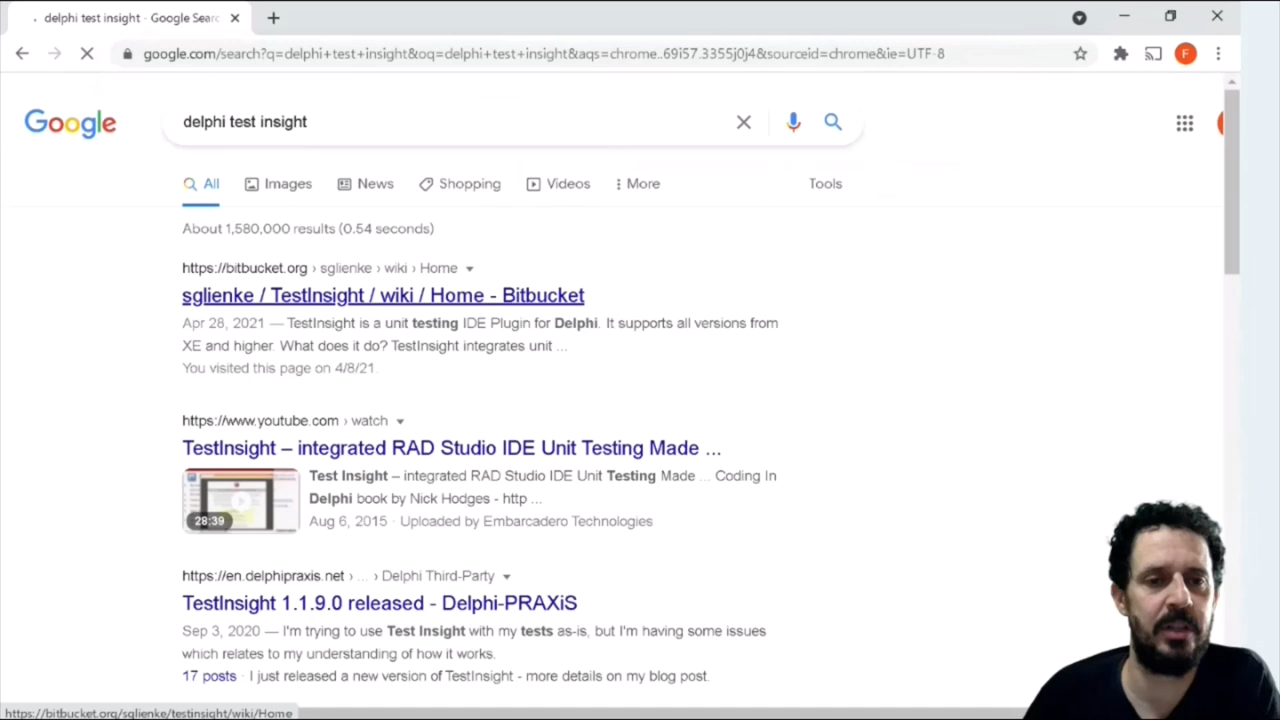 delphi test insight - Google Searc
google.com/search?q=delphi+test+insight&oq=delphi+test+insight&aqs=chrome..69i57.3355j0j4&sourceid=chrome&ie=UTF-8
F
Google
delphi test insight
All Images News Shopping Videos More Tools
About 1,580,000 results (0.54 seconds)
https://bitbucket.org › sglienke › wiki › Home
sglienke / TestInsight / wiki / Home - Bitbucket
Apr 28, 2021 — TestInsight is a unit testing IDE Plugin for Delphi. It supports all versions from
XE and higher. What does it do? TestInsight integrates unit ...
You visited this page on 4/8/21.
https://www.youtube.com › watch
TestInsight – integrated RAD Studio IDE Unit Testing Made ...
Test Insight – integrated RAD Studio IDE Unit Testing Made ... Coding In
Delphi book by Nick Hodges - http ...
28:39
Aug 6, 2015 · Uploaded by Embarcadero Technologies
https://en.delphipraxis.net › ... › Delphi Third-Party
TestInsight 1.1.9.0 released - Delphi-PRAXiS
Sep 3, 2020 — I'm trying to use Test Insight with my tests as-is, but I'm having some issues
which relates to my understanding of how it works.
17 posts · I just released a new version of TestInsight - more details on my blog post.
https://bitbucket.org/sglienke/testinsight/wiki/Home